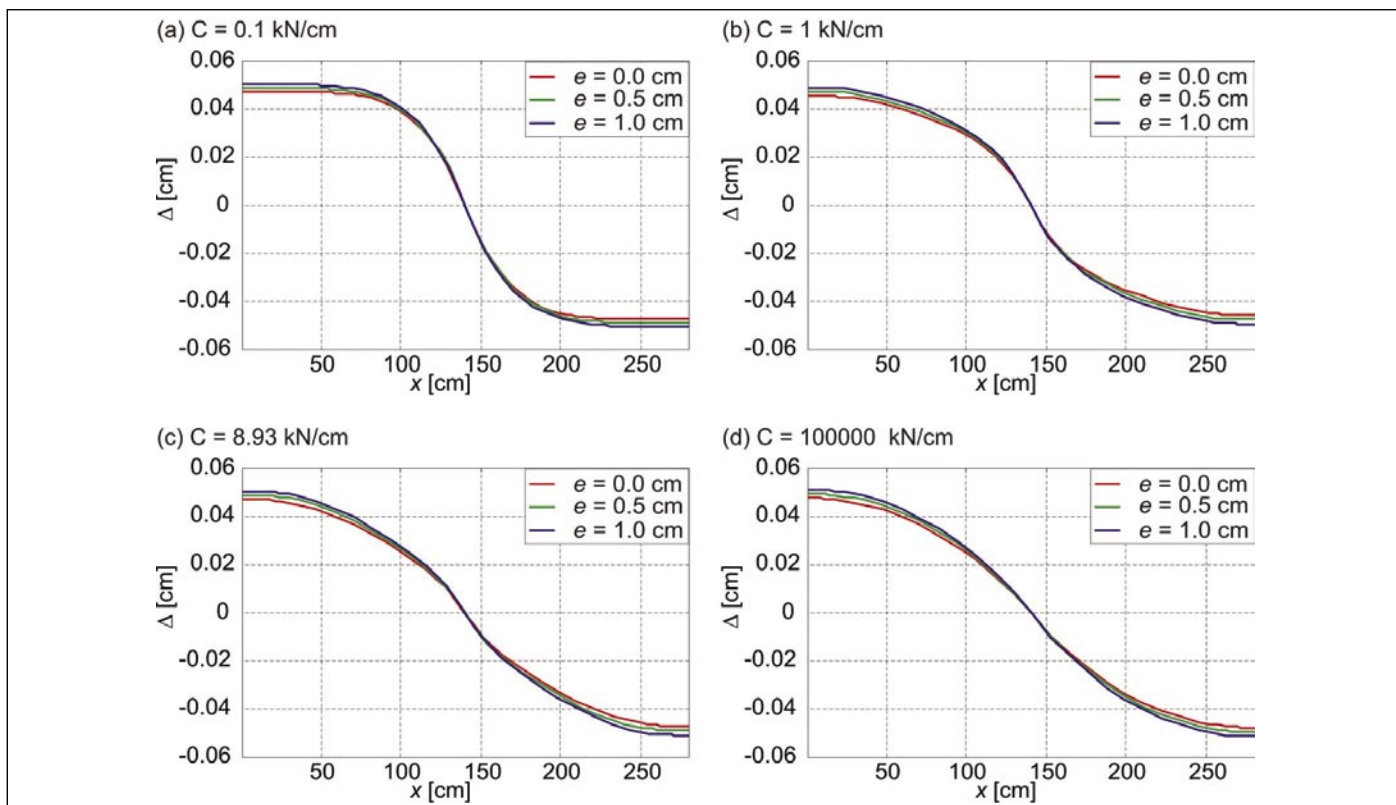 (a) C = 0.1 kN/cm
0.06
0.04
0.02
0
-0.02
-0.04
-0.06
Δ [cm]
50 100 150 200 250
x [cm]
e = 0.0 cm
e = 0.5 cm
e = 1.0 cm
(b) C = 1 kN/cm
0.06
0.04
0.02
0
-0.02
-0.04
-0.06
Δ [cm]
50 100 150 200 250
x [cm]
e = 0.0 cm
e = 0.5 cm
e = 1.0 cm
(c) C = 8.93 kN/cm
0.06
0.04
0.02
0
-0.02
-0.04
-0.06
Δ [cm]
50 100 150 200 250
x [cm]
e = 0.0 cm
e = 0.5 cm
e = 1.0 cm
(d) C = 100000 kN/cm
0.06
0.04
0.02
0
-0.02
-0.04
-0.06
Δ [cm]
50 100 150 200 250
x [cm]
e = 0.0 cm
e = 0.5 cm
e = 1.0 cm